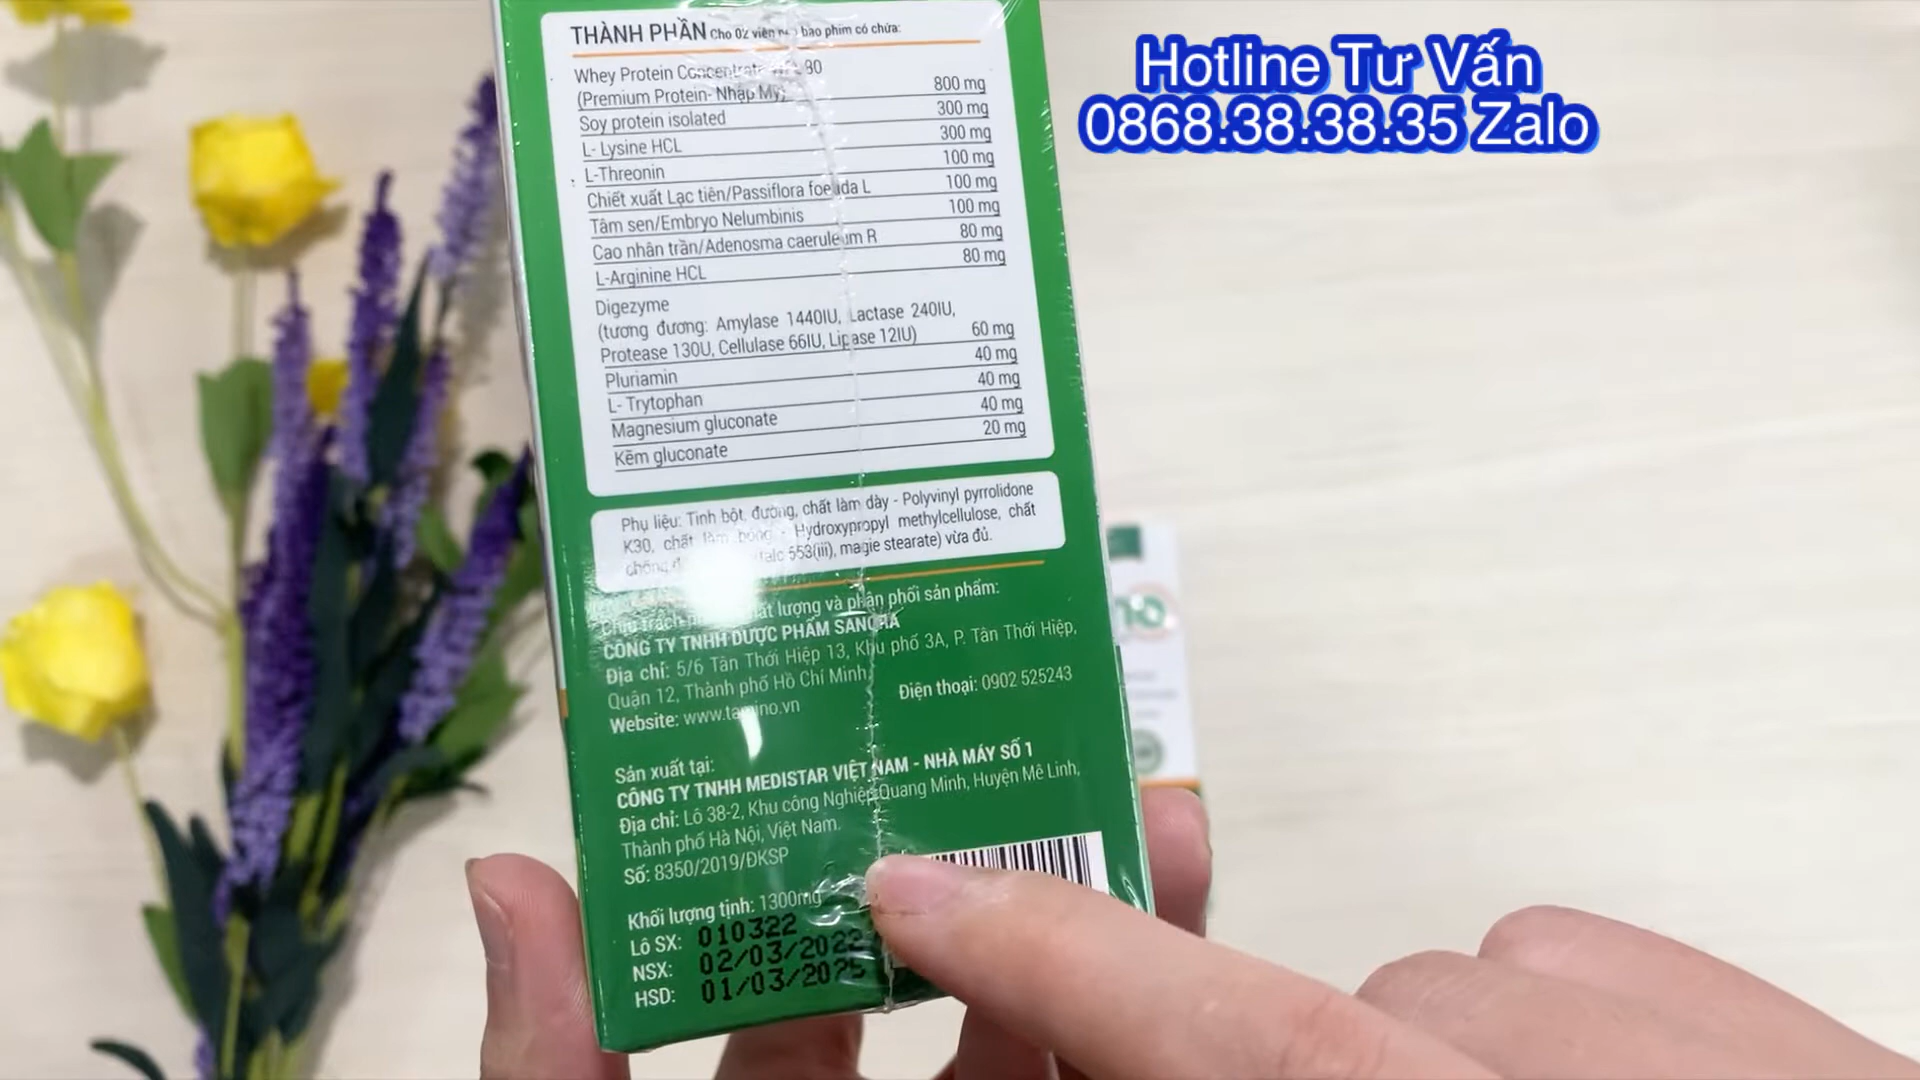 Hotline Tư Vấn
0868.38.38.35 Zalo
THÀNH PHẦN Cho 02 viên bao phim có chứa:
Whey Protein Concentrate 80
(Premium Protein- Nhập Mỹ) 800 mg
Soy protein isolated 300 mg
L- Lysine HCL 300 mg
L-Threonin 100 mg
Chiết xuất Lạc tiên/Passiflora foetida L 100 mg
Tâm sen/Embryo Nelumbinis 100 mg
Cao nhân trần/Adenosma caeruleum R 80 mg
L-Arginine HCL 80 mg
Digezyme
(tương đương: Amylase 1440IU, Lactase 240IU,
Protease 130U, Cellulase 66IU, Lipase 12IU) 60 mg
Pluriamin 40 mg
L- Trytophan 40 mg
Magnesium gluconate 40 mg
Kẽm gluconate 20 mg
Phụ liệu: Tinh bột, đường, chất làm dày - Polyvinyl pyrrolidone
K30, chất làm bóng - Hydroxypropyl methylcellulose, chất
chống talc 553(iii), magie stearate) vừa đủ.
Chịu trách lượng và phân phối sản phẩm:
CÔNG TY TNHH DƯỢC PHẨM
Địa chỉ: 5/6 Tân Thới Hiệp 13, Khu phố 3A, P. Tân Thới Hiệp,
Quận 12, Thành phố Hồ Chí Minh
Điện thoại: 0902 525243
Website: www.tamino.vn
Sản xuất tại:
CÔNG TY TNHH MEDISTAR VIỆT NAM - NHÀ MÁY SỐ 1
Địa chỉ: Lô 38-2, Khu công Nghiệp Quang Minh, Huyện Mê Linh,
Thành phố Hà Nội, Việt Nam.
Số: 8350/2019/ĐKSP
Khối lượng tịnh: 1300mg
Lô SX: 010322
NSX: 02/03/2022
HSD: 01/03/2025